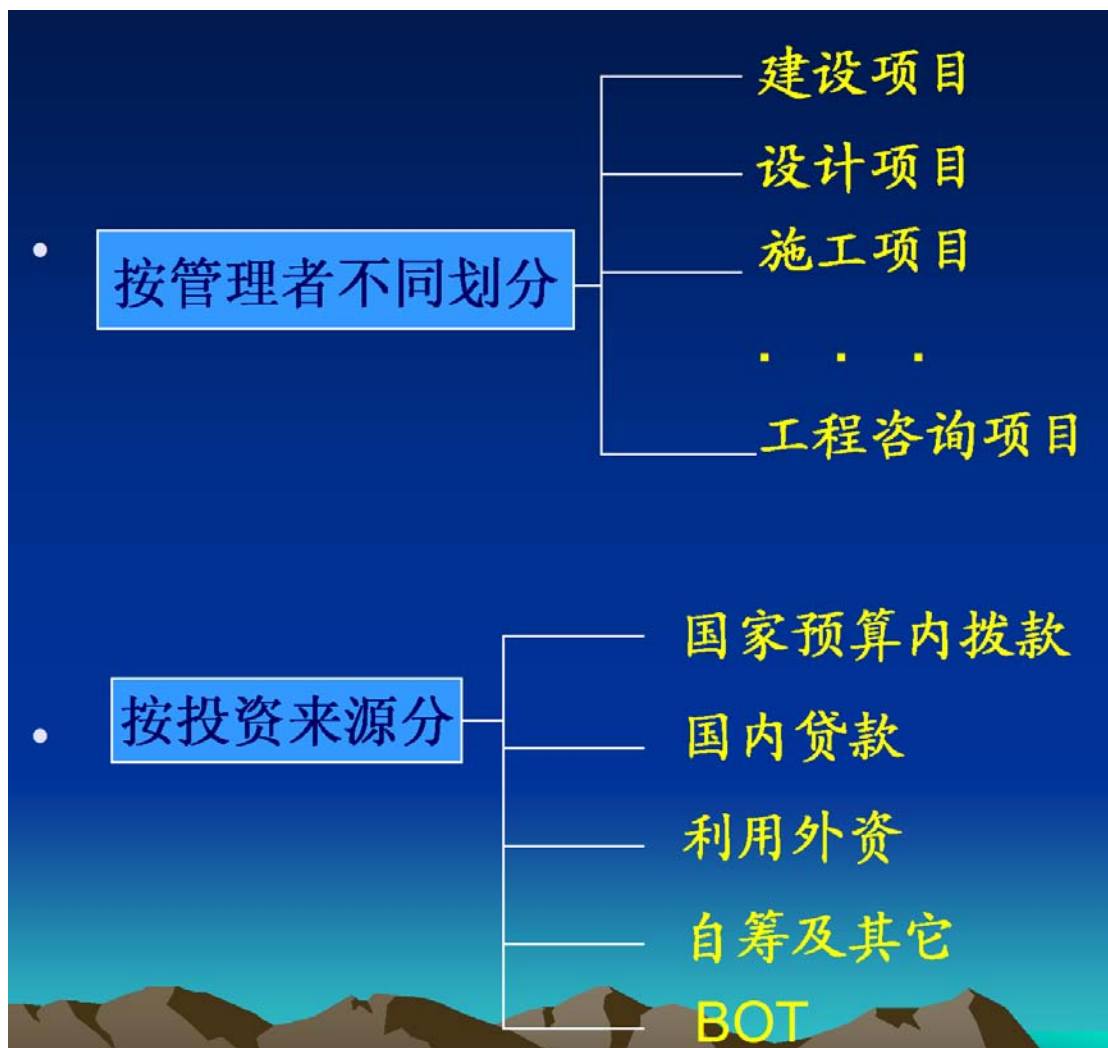 • 按管理者不同划分
建设项目
设计项目
施工项目
. . .
工程咨询项目
• 按投资来源分
国家预算内拨款
国内贷款
利用外资
自筹及其它
BOT